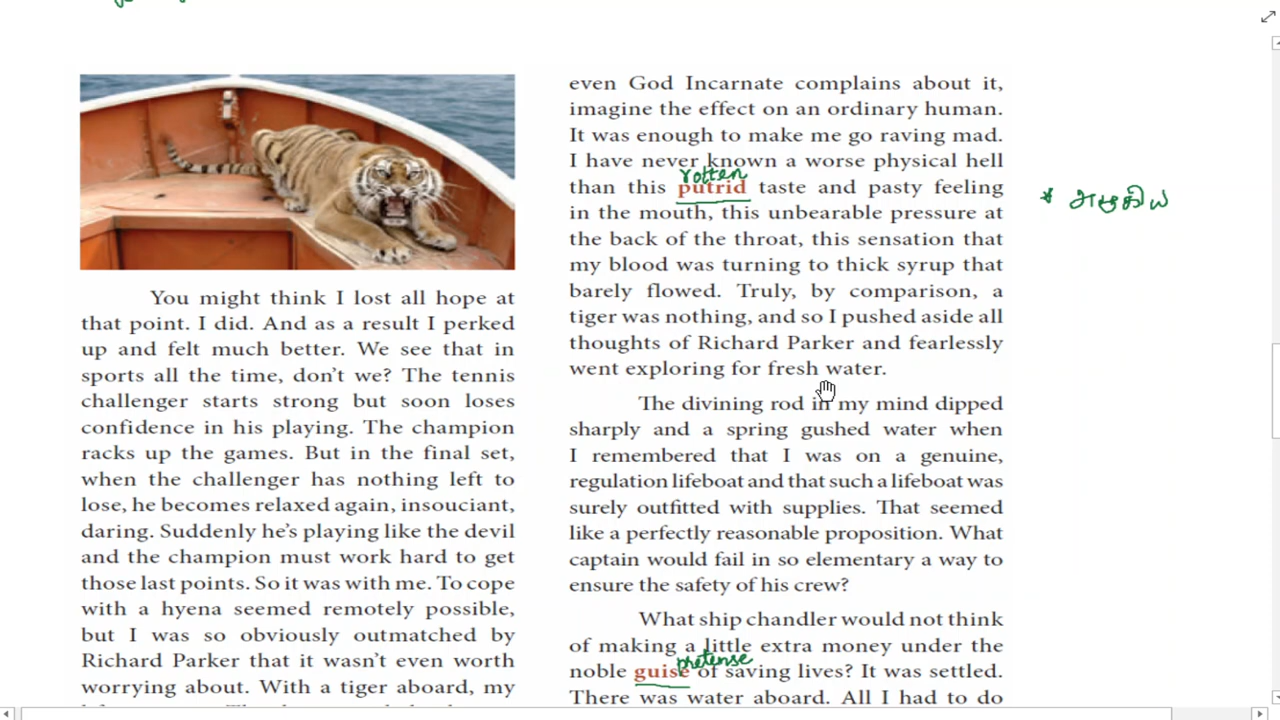 You might think I lost all hope at
that point. I did. And as a result I perked
up and felt much better. We see that in
sports all the time, don't we? The tennis
challenger starts strong but soon loses
confidence in his playing. The champion
racks up the games. But in the final set,
when the challenger has nothing left to
lose, he becomes relaxed again, insouciant,
daring. Suddenly he's playing like the devil
and the champion must work hard to get
those last points. So it was with me. To cope
with a hyena seemed remotely possible,
but I was so obviously outmatched by
Richard Parker that it wasn't even worth
worrying about. With a tiger aboard, my
even God Incarnate complains about it,
imagine the effect on an ordinary human.
It was enough to make me go raving mad.
I have never known a worse physical hell
rotten
than this putrid taste and pasty feeling
* அழுகிய
in the mouth, this unbearable pressure at
the back of the throat, this sensation that
my blood was turning to thick syrup that
barely flowed. Truly, by comparison, a
tiger was nothing, and so I pushed aside all
thoughts of Richard Parker and fearlessly
went exploring for fresh water.
The divining rod in my mind dipped
sharply and a spring gushed water when
I remembered that I was on a genuine,
regulation lifeboat and that such a lifeboat was
surely outfitted with supplies. That seemed
like a perfectly reasonable proposition. What
captain would fail in so elementary a way to
ensure the safety of his crew?
What ship chandler would not think
of making a little extra money under the
pretense
noble guise of saving lives? It was settled.
There was water aboard. All I had to do